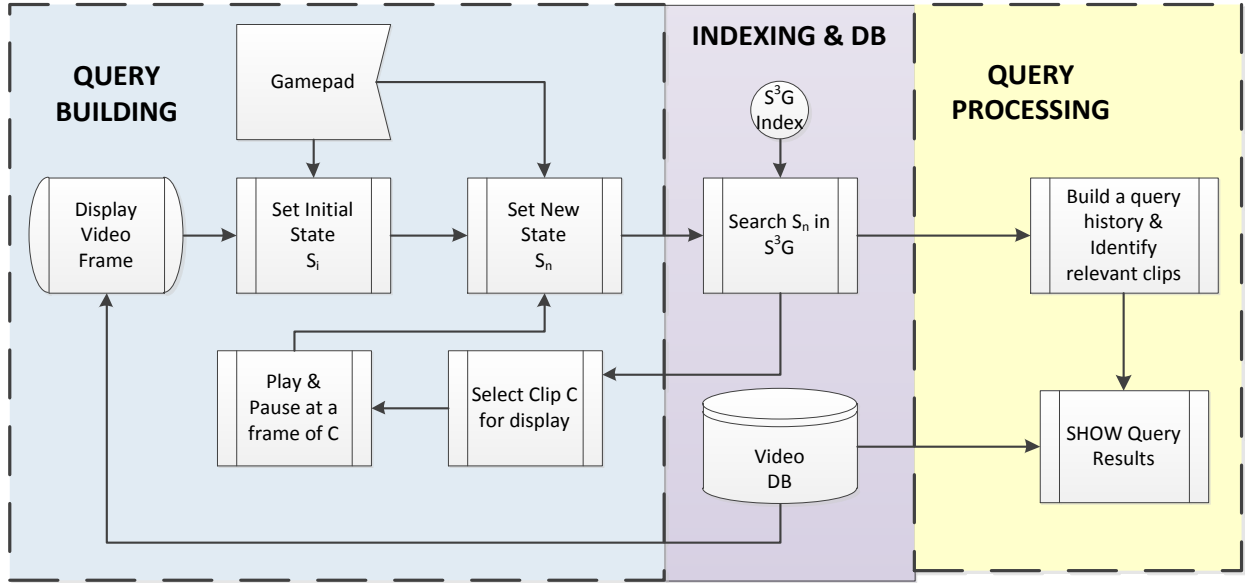 QUERY
BUILDING
Gamepad
Display
Video
Frame
Set Initial
State
Sᵢ
Set New
State
Sₙ
Play &
Pause at a
frame of C
Select Clip C
for display
INDEXING & DB
S³G
Index
Search Sₙ in
S³G
Video
DB
QUERY
PROCESSING
Build a query
history &
Identify
relevant clips
SHOW Query
Results